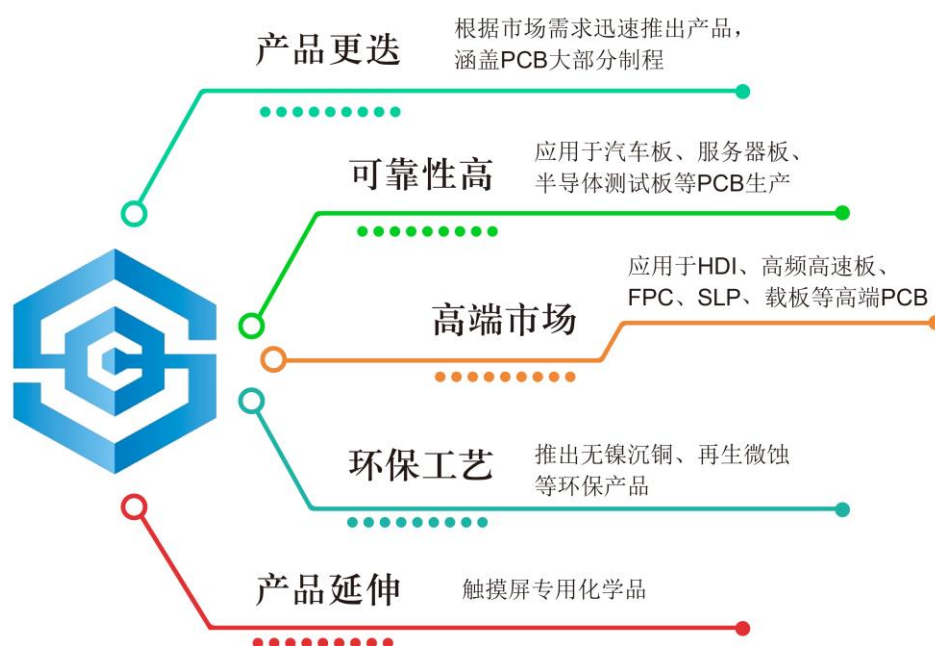 产品更迭
根据市场需求迅速推出产品，
涵盖PCB大部分制程
可靠性高
应用于汽车板、服务器板、
半导体测试板等PCB生产
高端市场
应用于HDI、高频高速板、
FPC、SLP、载板等高端PCB
环保工艺
推出无镍沉铜、再生微蚀
等环保产品
产品延伸
触摸屏专用化学品